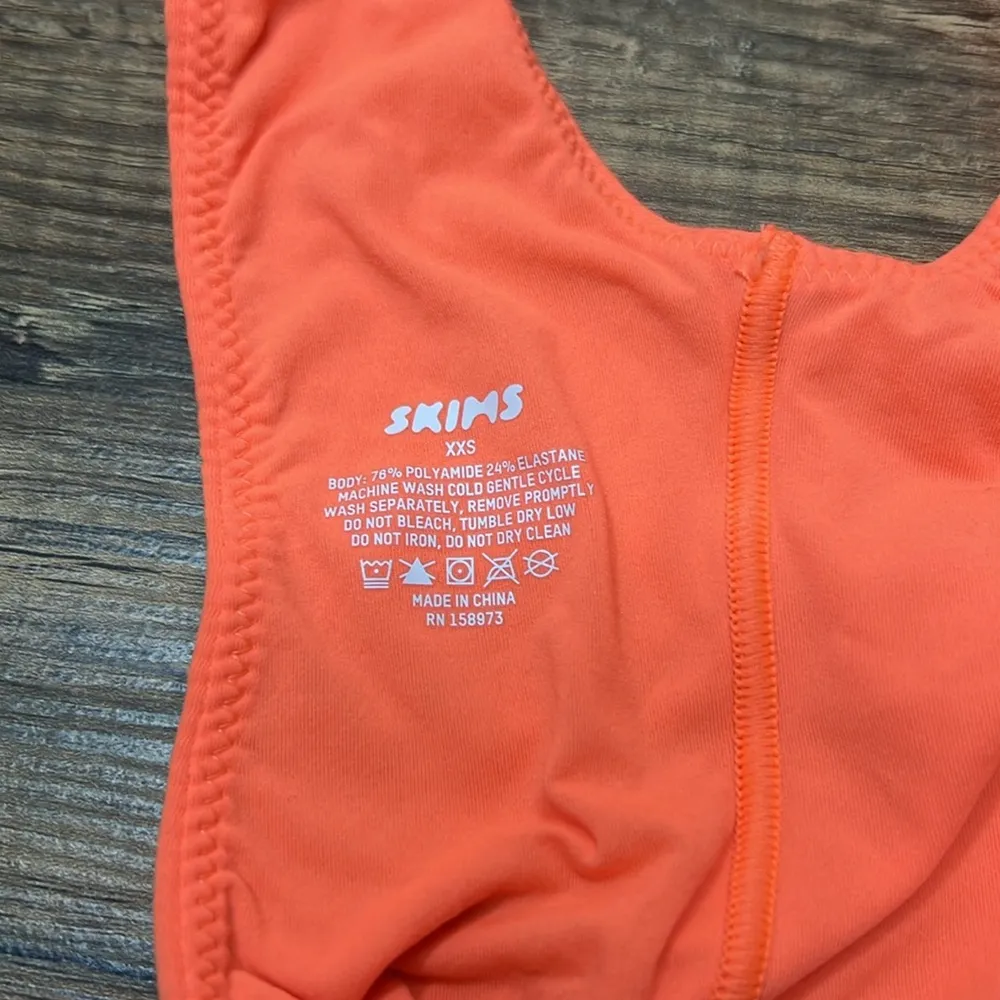 SKIMS
XXS
BODY: 76% POLYAMIDE 24% ELASTANE
MACHINE WASH COLD GENTLE CYCLE
WASH SEPARATELY, REMOVE PROMPTLY
DO NOT BLEACH, TUMBLE DRY LOW
DO NOT IRON, DO NOT DRY CLEAN
MADE IN CHINA
RN 158973